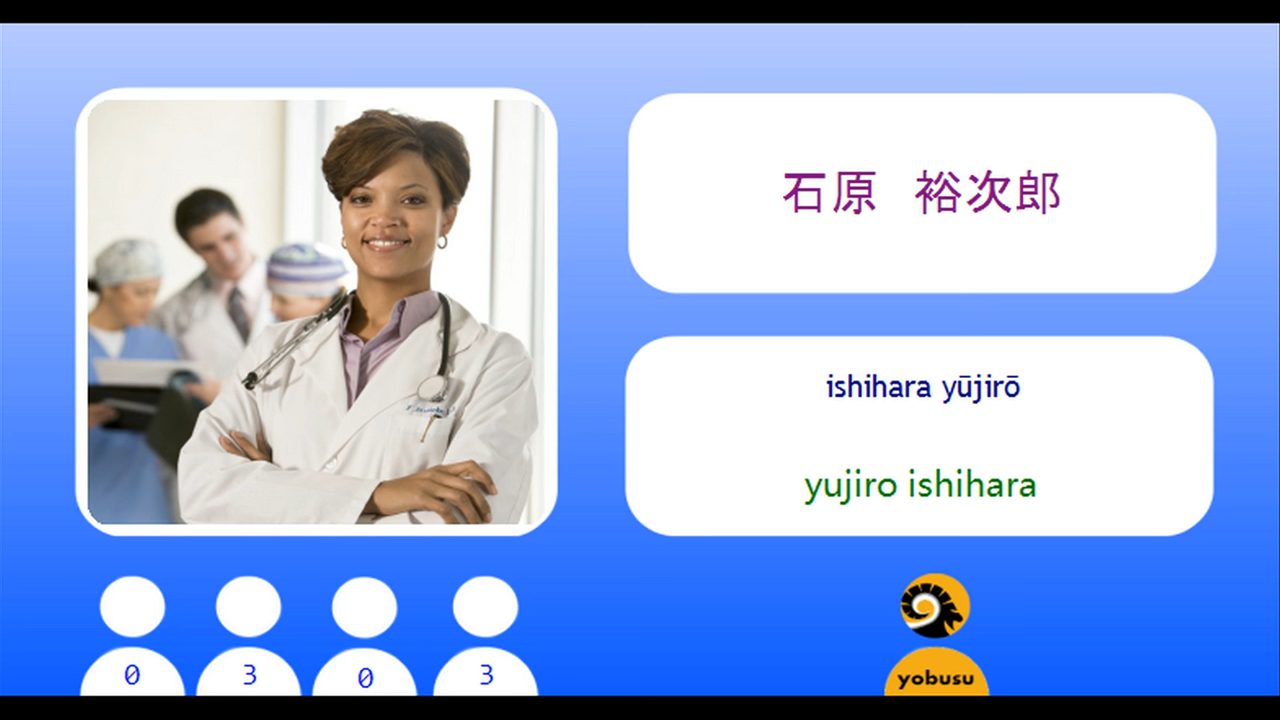 石原　裕次郎
ishihara yūjirō
yujiro ishihara
0 3 0 3
yobusu